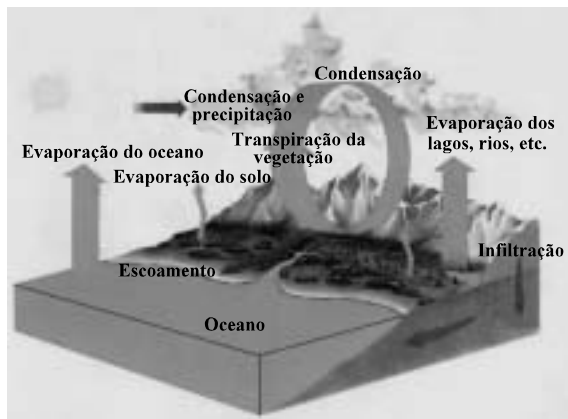 Condensação
Condensação e
precipitação
Transpiração da
vegetação
Evaporação dos
lagos, rios, etc.
Evaporação do oceano
Evaporação do solo
Infiltração
Escoamento
Oceano